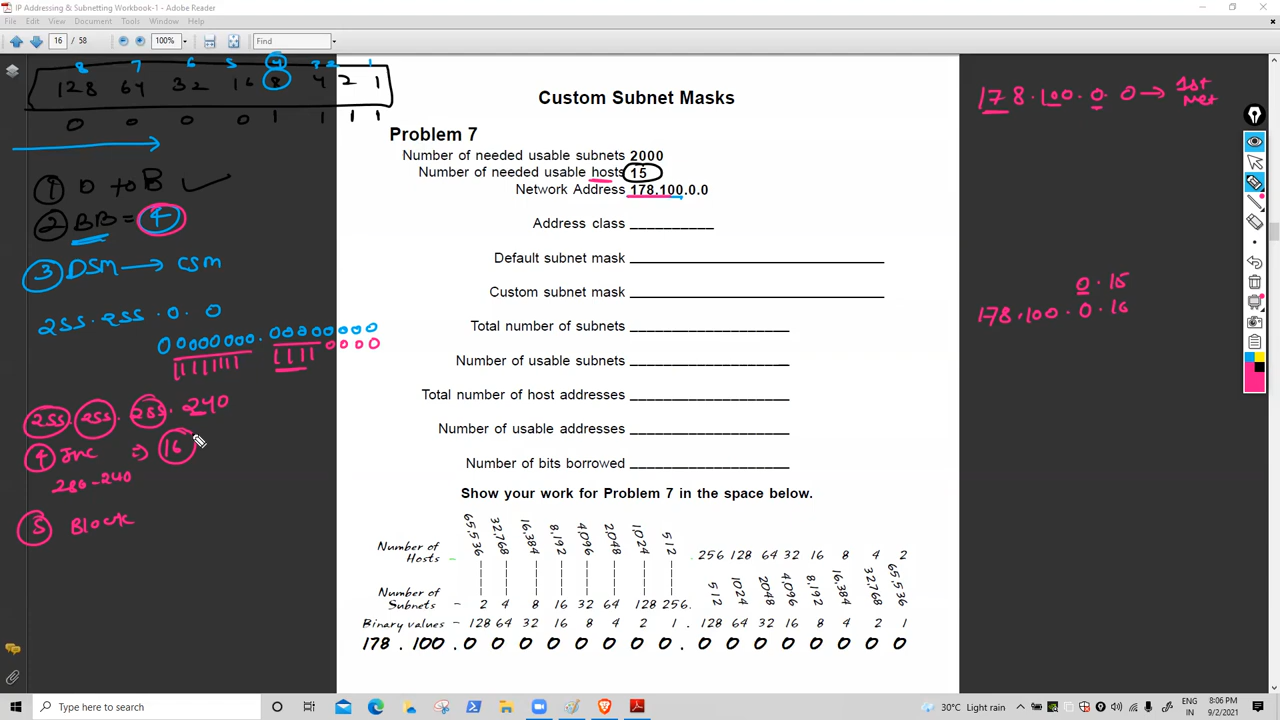 IP Addressing & Subnetting Workbook-1 - Adobe Reader
File Edit View Document Tools Window Help
16 / 58 100% Find
8 7 6 5 4 3 2 1
128 64 32 16 8 4 2 1
0 0 0 0 1 1 1 1
① D to B
② BB = 4
③ DSM → CSM
255.255.0.0
00000000.00000000
11111111 11110000
255.255.255.240
④ Inc ⇒ 16
286-240
⑤ Block
Custom Subnet Masks
Problem 7
Number of needed usable subnets 2000
Number of needed usable hosts 15
Network Address 178.100.0.0
Address class
Default subnet mask
Custom subnet mask
Total number of subnets
Number of usable subnets
Total number of host addresses
Number of usable addresses
Number of bits borrowed
Show your work for Problem 7 in the space below.
Number of Hosts - 65,536 32,768 16,384 8,192 4,096 2048 1,024 512 . 256 128 64 32 16 8 4 2
Number of Subnets - 2 4 8 16 32 64 128 256. 512 1024 2048 4,096 8,192 16,384 32,768 65,536
Binary values - 128 64 32 16 8 4 2 1 . 128 64 32 16 8 4 2 1
178 . 100 . 0 0 0 0 0 0 0 0 . 0 0 0 0 0 0 0 0
178.100.0.0 → 1st Net
0.15
178.100.0.16
Type here to search
30°C Light rain
ENG
IN
8:06 PM
9/2/2021